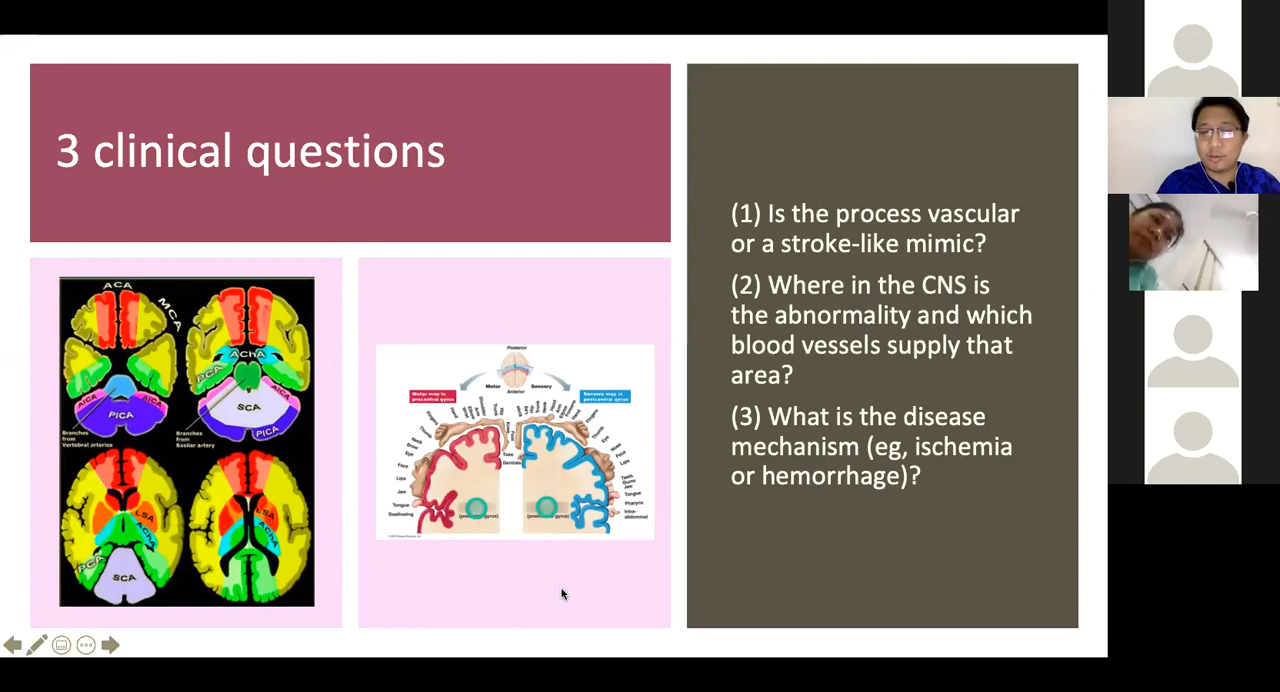 3 clinical questions
ACA
MCA
AChA
PCA
AICA
AICA
AICA
PICA
SCA
PICA
Branches
from
Vertebral arteries
Branches
from
Basilar artery
LSA
AChA
PCA
SCA
LSA
AChA
Posterior
Motor
Sensory
Anterior
Motor map in
precentral gyrus
Sensory map in
postcentral gyrus
Toes
Genitals
Face
Lips
Jaw
Tongue
Swallowing
Lips
Teeth
Gums
Jaw
Tongue
Pharynx
Intra-
abdominal
(1) Is the process vascular
or a stroke-like mimic?
(2) Where in the CNS is
the abnormality and which
blood vessels supply that
area?
(3) What is the disease
mechanism (eg, ischemia
or hemorrhage)?